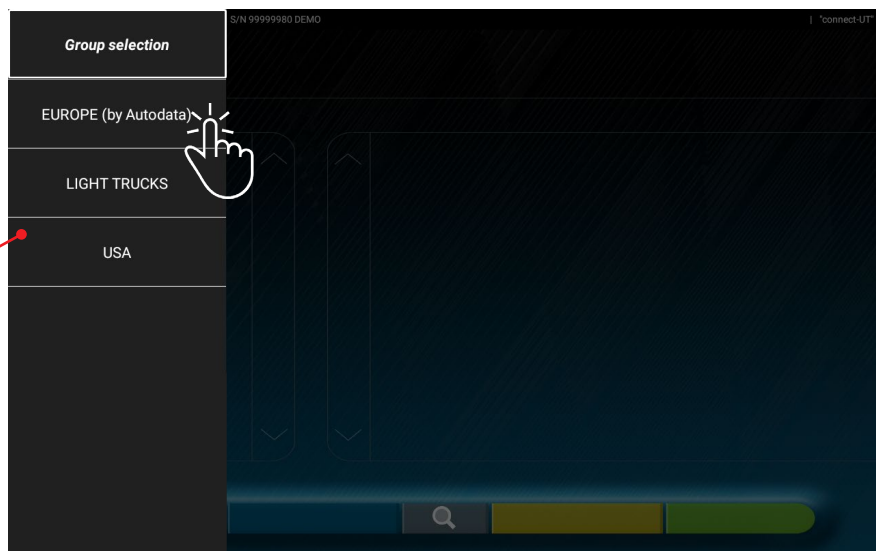 Group selection
S/N 99999980 DEMO
| "connect-UT"
EUROPE (by Autodata)
LIGHT TRUCKS
USA